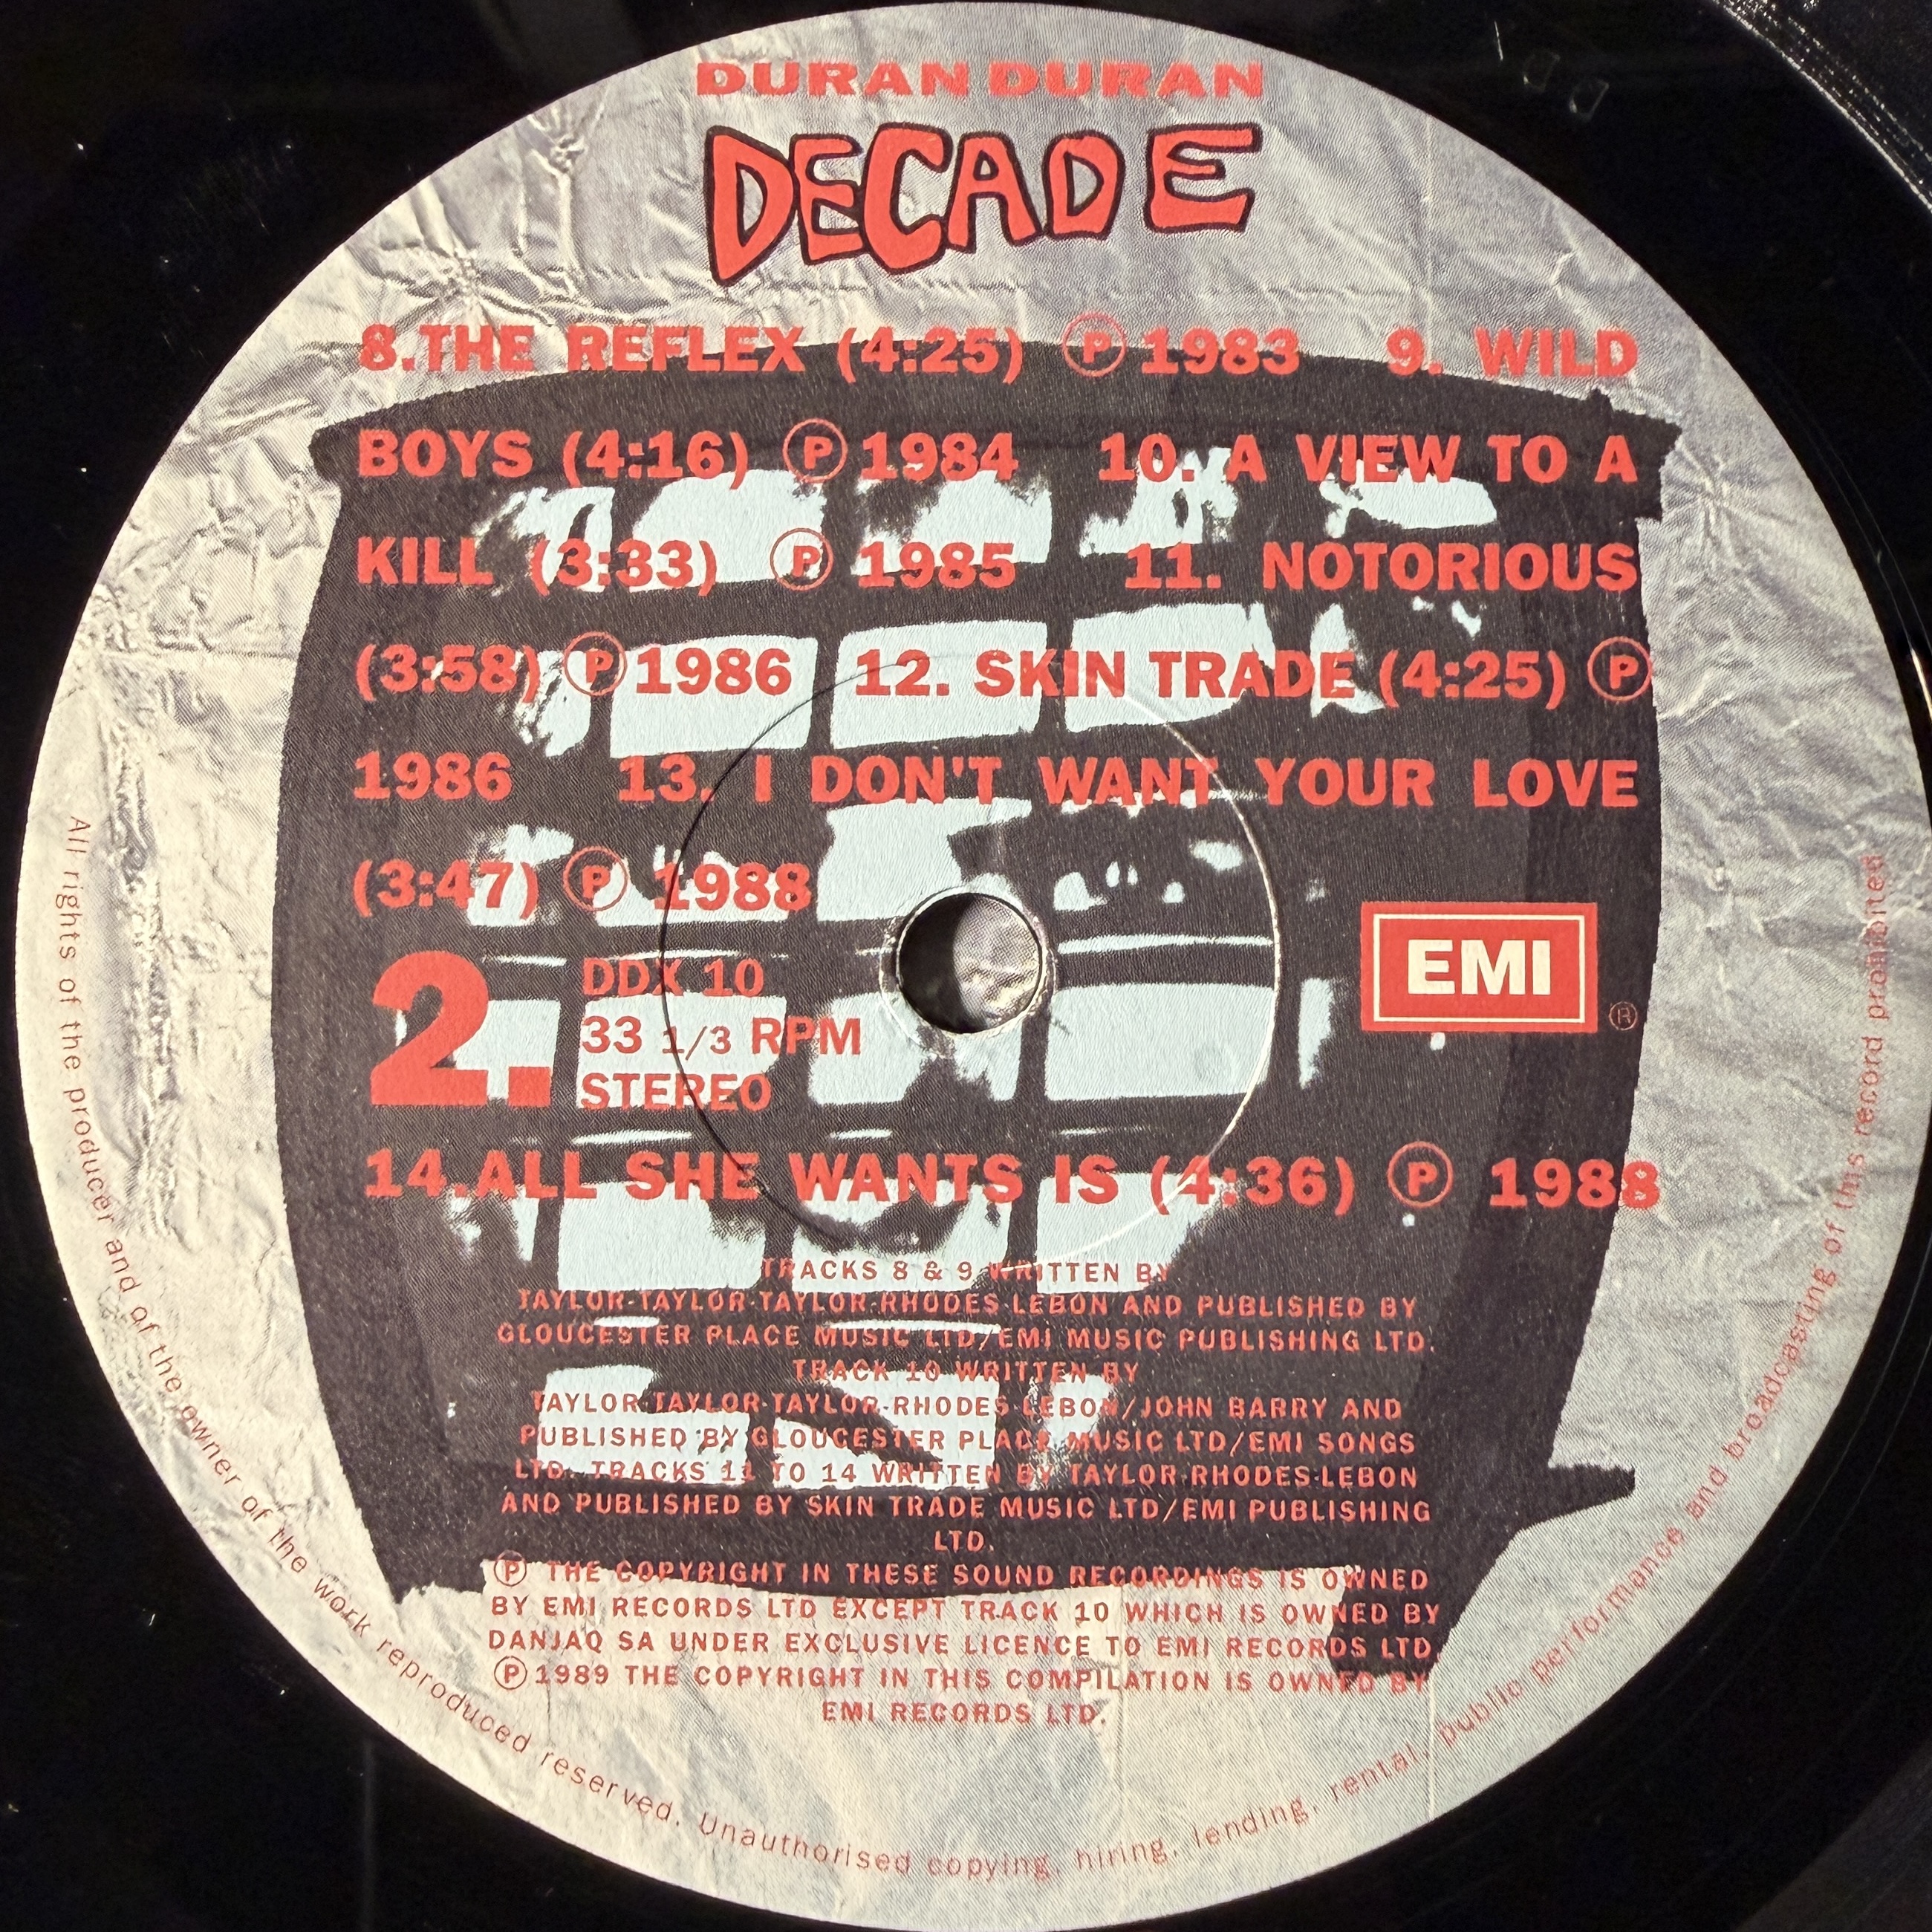 DURAN DURAN
DECADE
8.THE REFLEX (4:25) Ⓟ1983 9. WILD
BOYS (4:16) Ⓟ1984 10. A VIEW TO A
KILL (3:33) Ⓟ 1985 11. NOTORIOUS
(3:58) Ⓟ1986 12. SKIN TRADE (4:25) Ⓟ
1986 13. I DON'T WANT YOUR LOVE
(3:47) Ⓟ 1988
2.
DDX 10
33 1/3 RPM
STEREO
EMI ®
14.ALL SHE WANTS IS (4:36) Ⓟ 1988
TRACKS 8 & 9 WRITTEN BY
TAYLOR·TAYLOR·TAYLOR·RHODES·LEBON AND PUBLISHED BY
GLOUCESTER PLACE MUSIC LTD/EMI MUSIC PUBLISHING LTD.
TRACK 10 WRITTEN BY
TAYLOR·TAYLOR·TAYLOR·RHODES·LEBON/JOHN BARRY AND
PUBLISHED BY GLOUCESTER PLACE MUSIC LTD/EMI SONGS
LTD. TRACKS 11 TO 14 WRITTEN BY TAYLOR·RHODES·LEBON
AND PUBLISHED BY SKIN TRADE MUSIC LTD/EMI PUBLISHING
LTD.
Ⓟ THE COPYRIGHT IN THESE SOUND RECORDINGS IS OWNED
BY EMI RECORDS LTD EXCEPT TRACK 10 WHICH IS OWNED BY
DANJAQ SA UNDER EXCLUSIVE LICENCE TO EMI RECORDS LTD.
Ⓟ1989 THE COPYRIGHT IN THIS COMPILATION IS OWNED BY
EMI RECORDS LTD.
All rights of the producer and of the owner of the work reproduced reserved. Unauthorised copying, hiring, lending, rental, public performance and broadcasting of this record prohibited